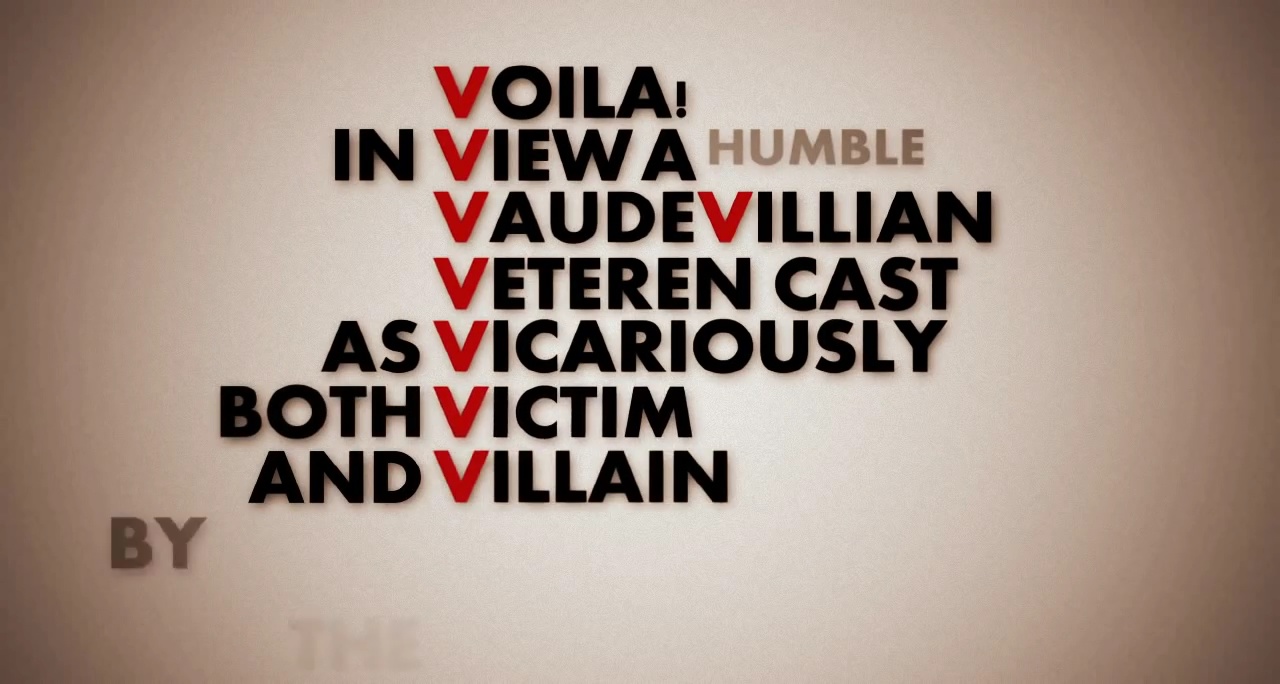 VOILA!
IN VIEW A HUMBLE
VAUDEVILLIAN
VETEREN CAST
AS VICARIOUSLY
BOTH VICTIM
AND VILLAIN
BY
THE